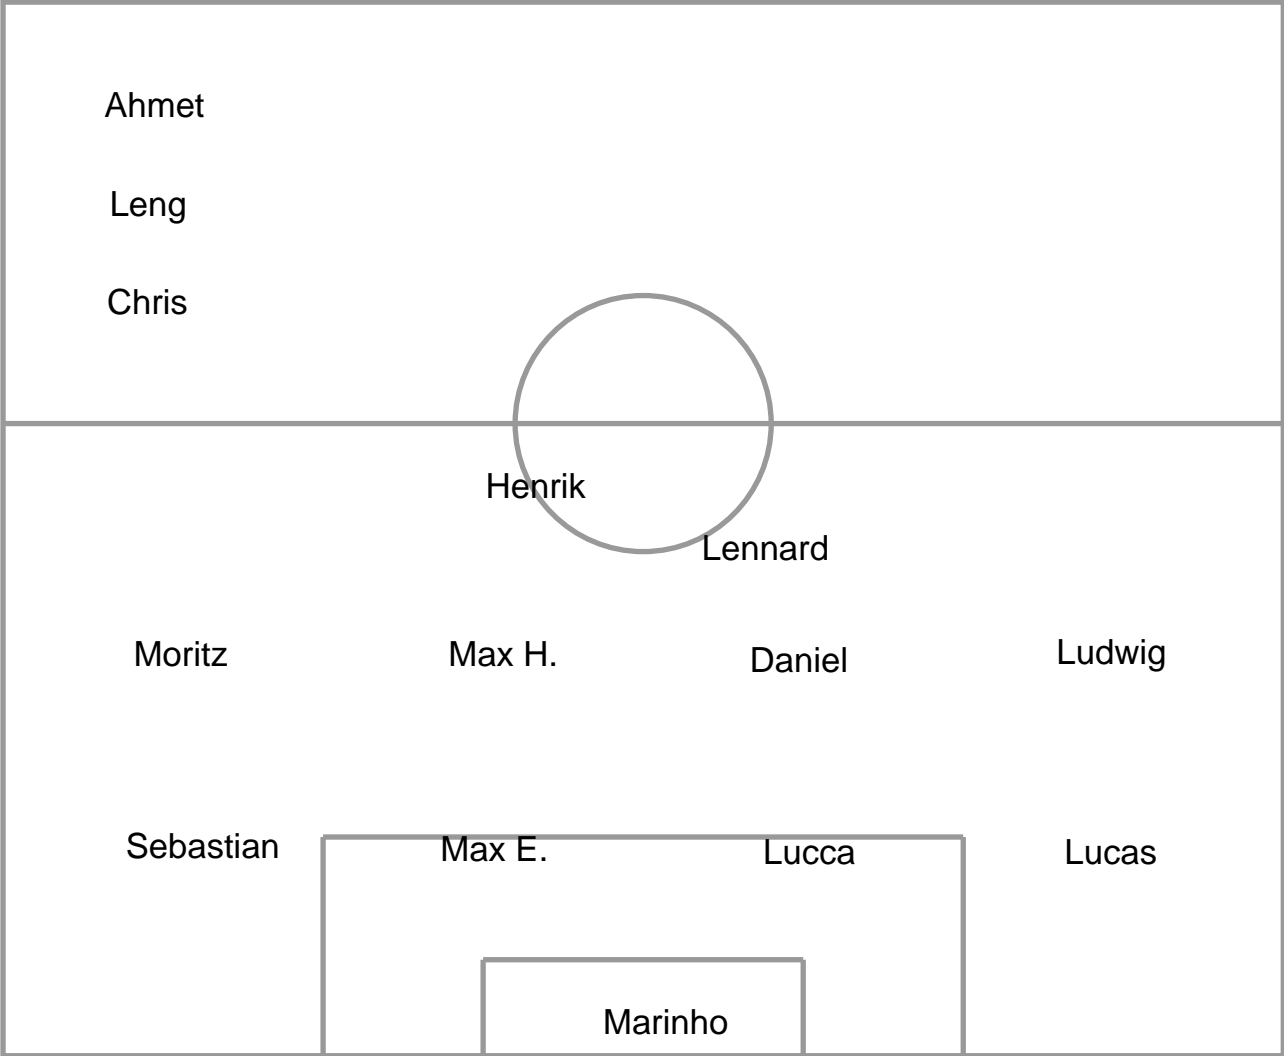 Ahmet
Leng
Chris
Henrik
Lennard
Moritz Max H. Daniel Ludwig
Sebastian Max E. Lucca Lucas
Marinho